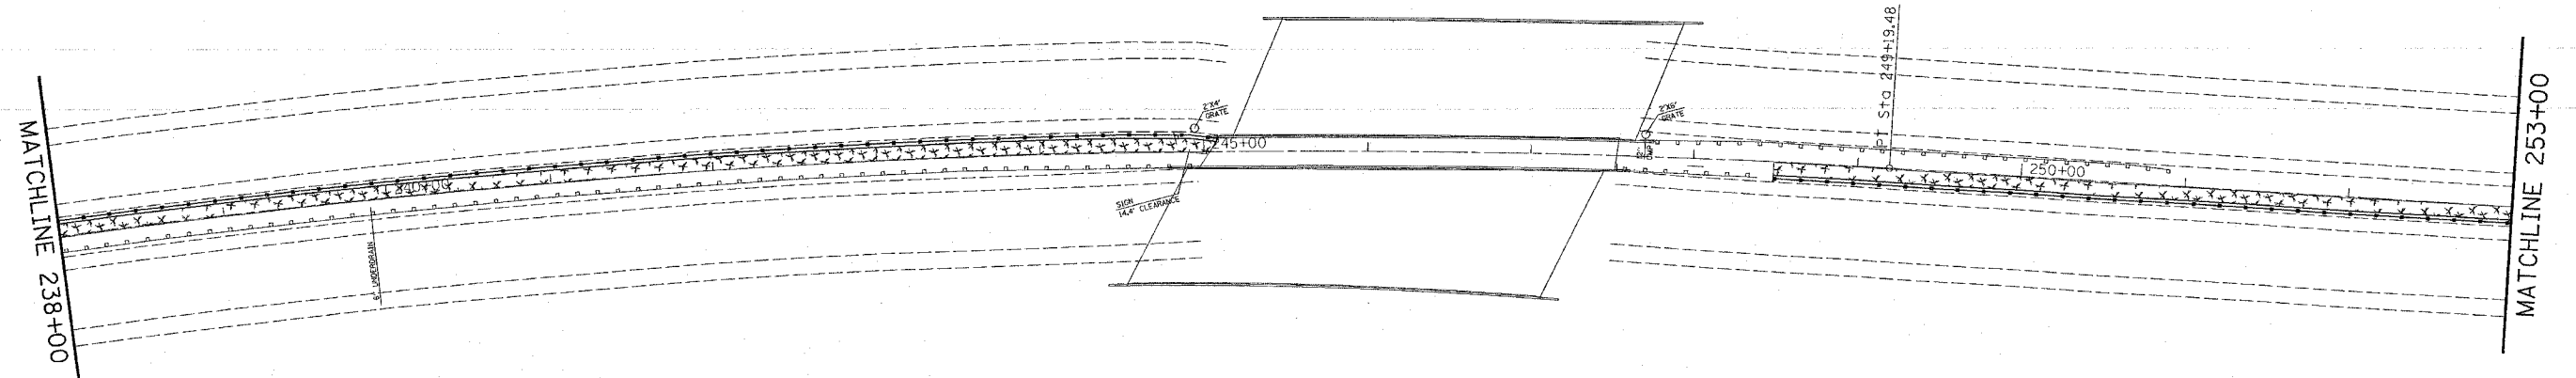 MATCHLINE 238+00
240+00
6" UNDERDRAIN
2'X4'
GRATE
245+00
SIGN
14.4' CLEARANCE
2'X6'
GRATE
Sta 249+19.48
250+00
MATCHLINE 253+00